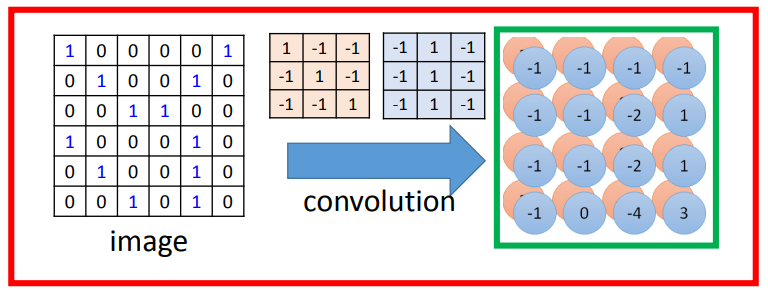 1 0 0 0 0 1
0 1 0 0 1 0
0 0 1 1 0 0
1 0 0 0 1 0
0 1 0 0 1 0
0 0 1 0 1 0
image
1 -1 -1
-1 1 -1
-1 -1 1
-1 1 -1
-1 1 -1
-1 1 -1
convolution
-1 -1 -1 -1
-1 -1 -2 1
-1 -1 -2 1
-1 0 -4 3